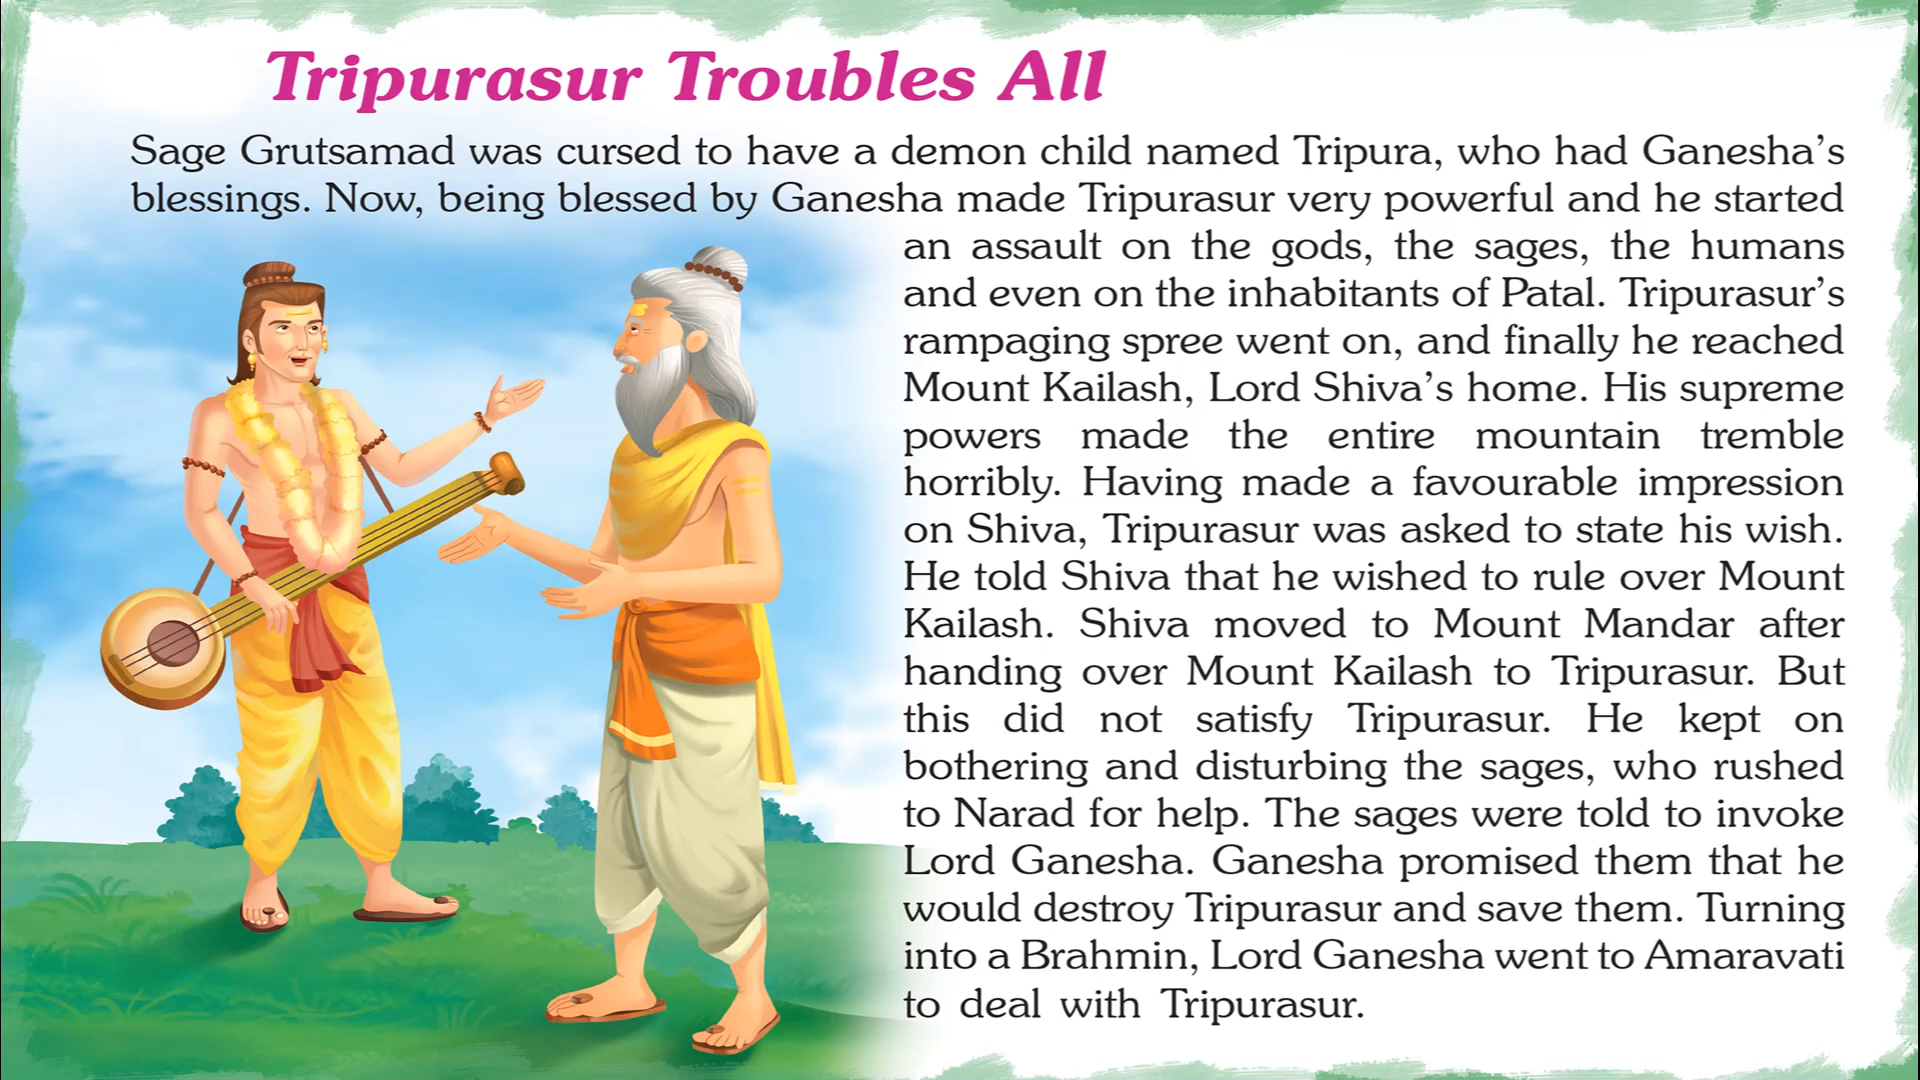 Tripurasur Troubles All
Sage Grutsamad was cursed to have a demon child named Tripura, who had Ganesha’s
blessings. Now, being blessed by Ganesha made Tripurasur very powerful and he started
an assault on the gods, the sages, the humans
and even on the inhabitants of Patal. Tripurasur’s
rampaging spree went on, and finally he reached
Mount Kailash, Lord Shiva’s home. His supreme
powers made the entire mountain tremble
horribly. Having made a favourable impression
on Shiva, Tripurasur was asked to state his wish.
He told Shiva that he wished to rule over Mount
Kailash. Shiva moved to Mount Mandar after
handing over Mount Kailash to Tripurasur. But
this did not satisfy Tripurasur. He kept on
bothering and disturbing the sages, who rushed
to Narad for help. The sages were told to invoke
Lord Ganesha. Ganesha promised them that he
would destroy Tripurasur and save them. Turning
into a Brahmin, Lord Ganesha went to Amaravati
to deal with Tripurasur.